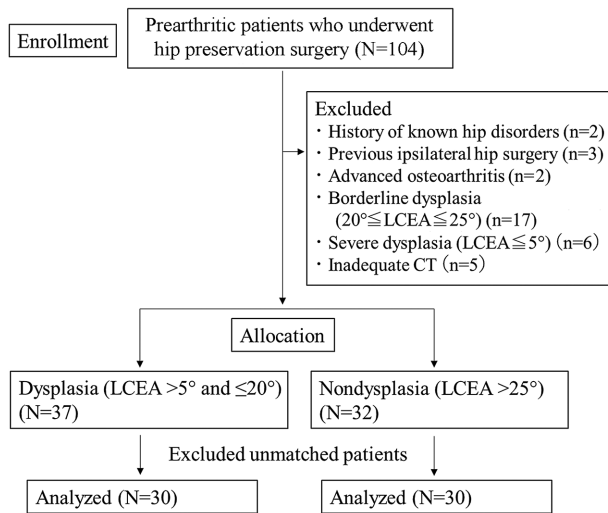 Enrollment
Prearthritic patients who underwent
hip preservation surgery (N=104)
Excluded
・History of known hip disorders (n=2)
・Previous ipsilateral hip surgery (n=3)
・Advanced osteoarthritis (n=2)
・Borderline dysplasia
(20°≦LCEA≦25°) (n=17)
・Severe dysplasia (LCEA≦5°) (n=6)
・Inadequate CT (n=5)
Allocation
Dysplasia (LCEA >5° and ≤20°)
(N=37)
Nondysplasia (LCEA >25°)
(N=32)
Excluded unmatched patients
Analyzed (N=30)
Analyzed (N=30)